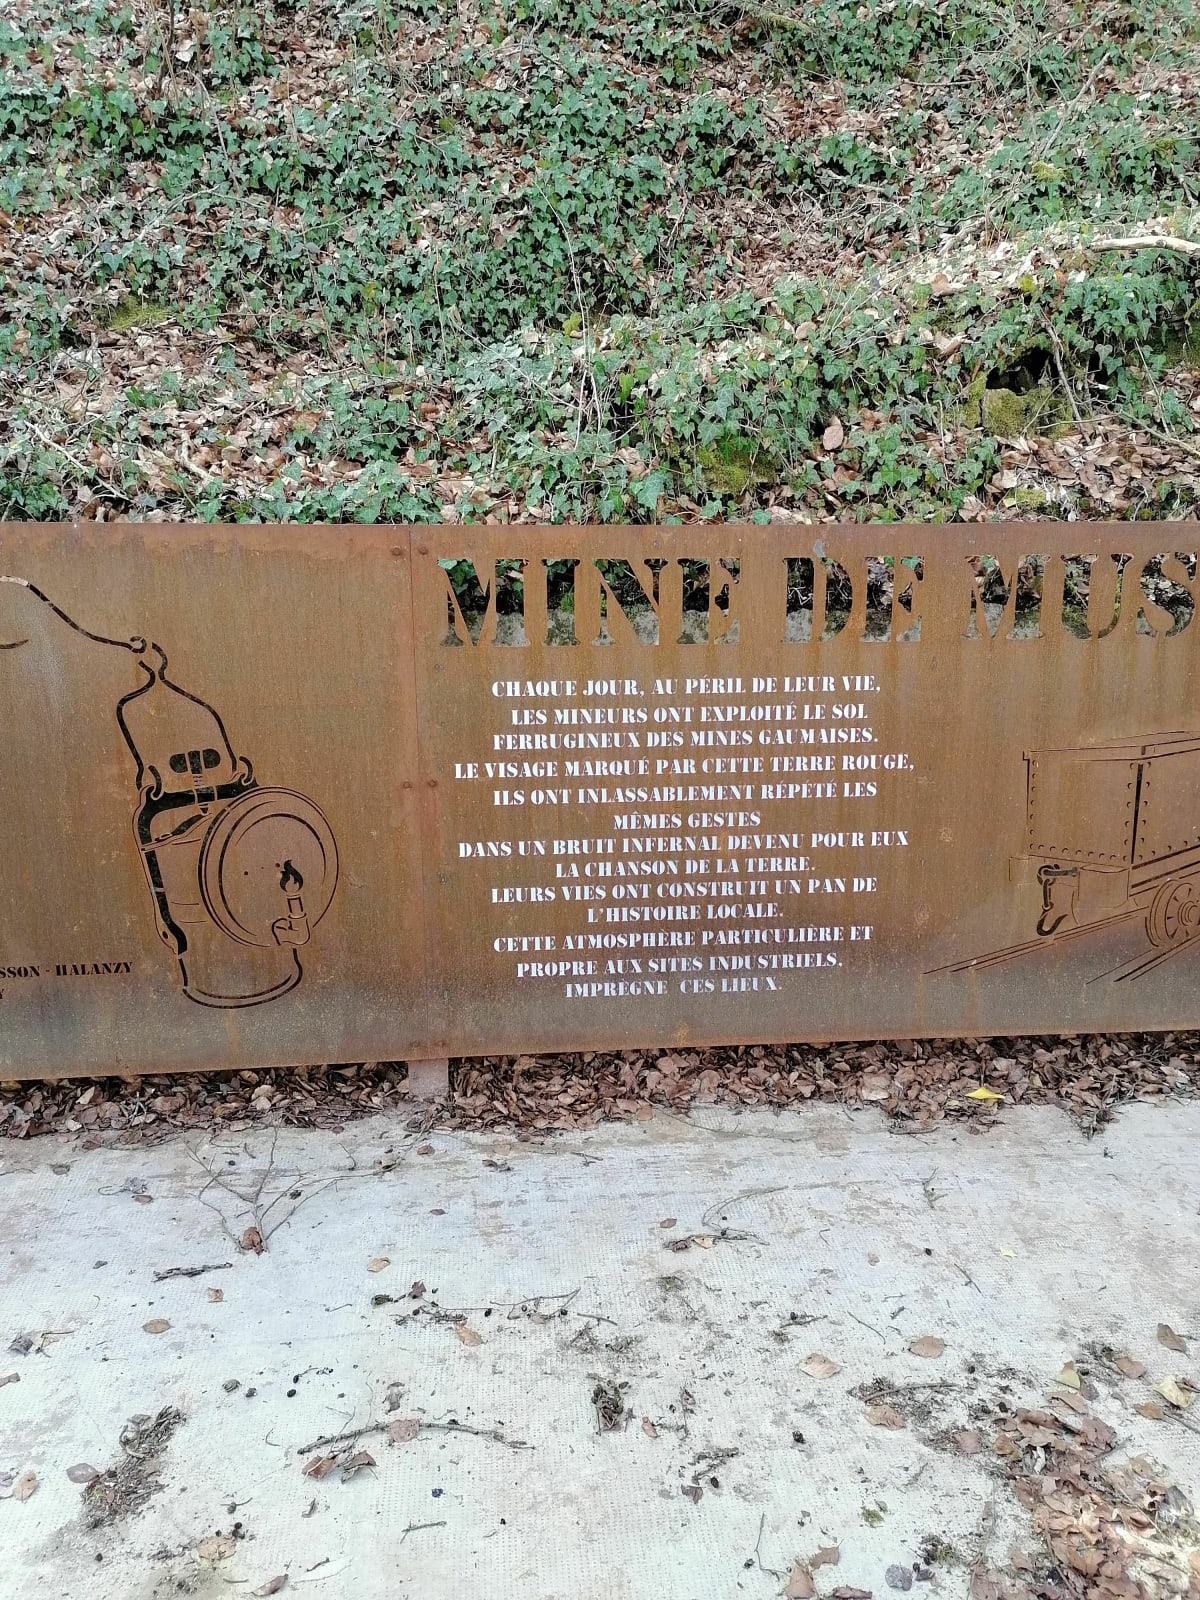 MINE DE MUS
CHAQUE JOUR, AU PÉRIL DE LEUR VIE,
LES MINEURS ONT EXPLOITÉ LE SOL
FERRUGINEUX DES MINES GAUMAISES.
LE VISAGE MARQUÉ PAR CETTE TERRE ROUGE,
ILS ONT INLASSABLEMENT RÉPÉTÉ LES
MÊMES GESTES
DANS UN BRUIT INFERNAL DEVENU POUR EUX
LA CHANSON DE LA TERRE.
LEURS VIES ONT CONSTRUIT UN PAN DE
L'HISTOIRE LOCALE.
CETTE ATMOSPHÈRE PARTICULIÈRE ET
PROPRE AUX SITES INDUSTRIELS,
IMPRÈGNE CES LIEUX.
SSON - HALANZY